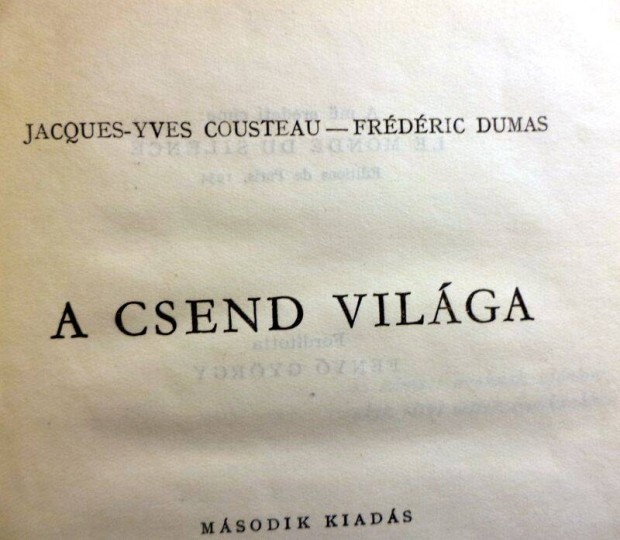 JACQUES-YVES COUSTEAU — FRÉDÉRIC DUMAS
A CSEND VILÁGA
MÁSODIK KIADÁS